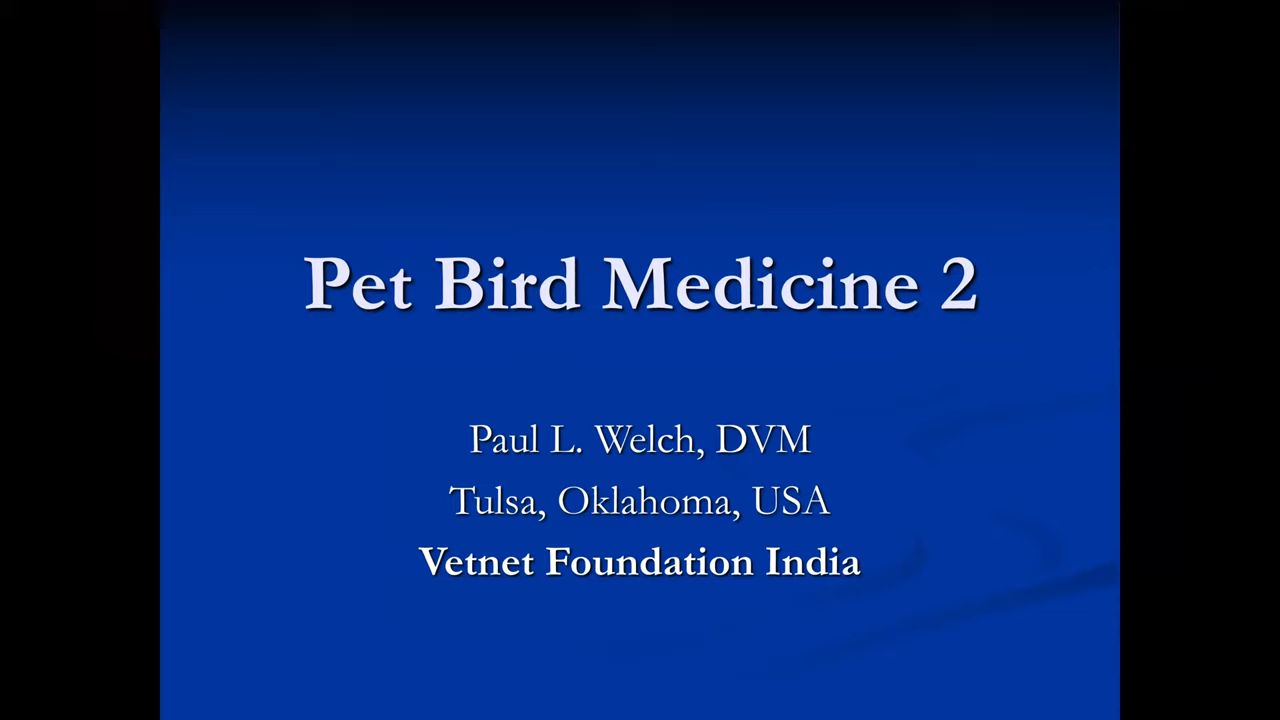 Pet Bird Medicine 2
Paul L. Welch, DVM
Tulsa, Oklahoma, USA
Vetnet Foundation India